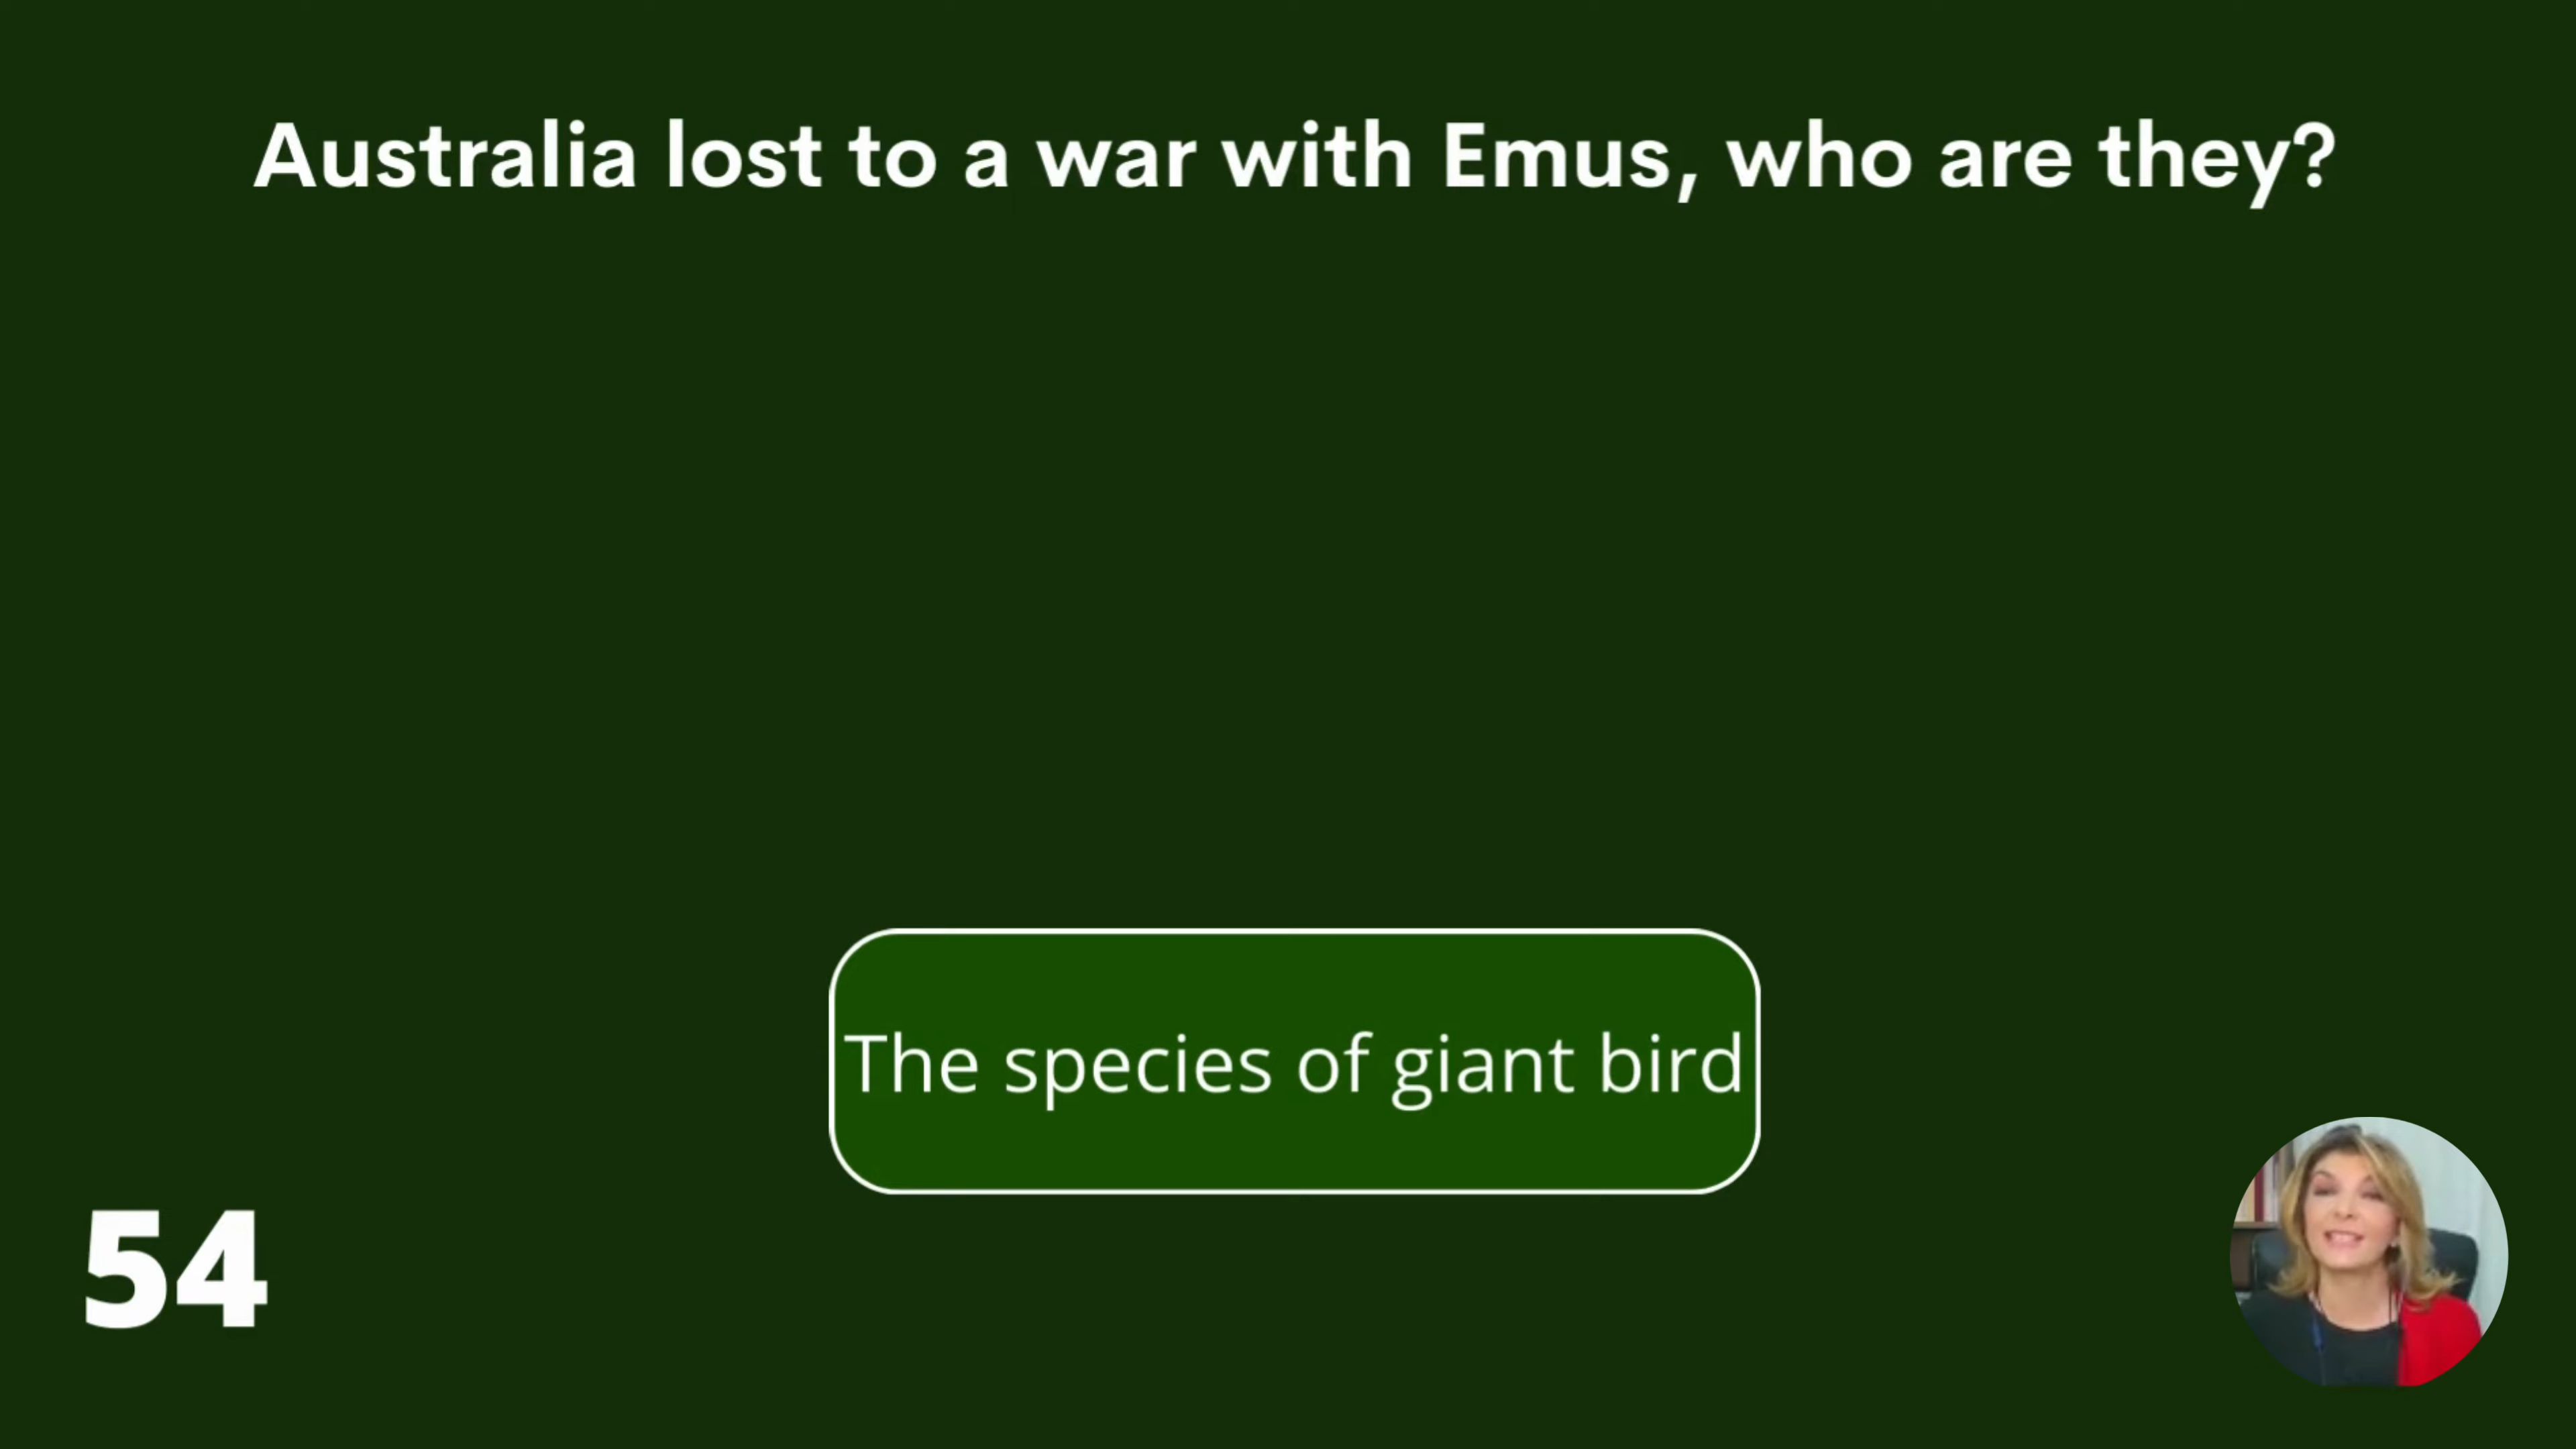 Australia lost to a war with Emus, who are they?
The species of giant bird
54